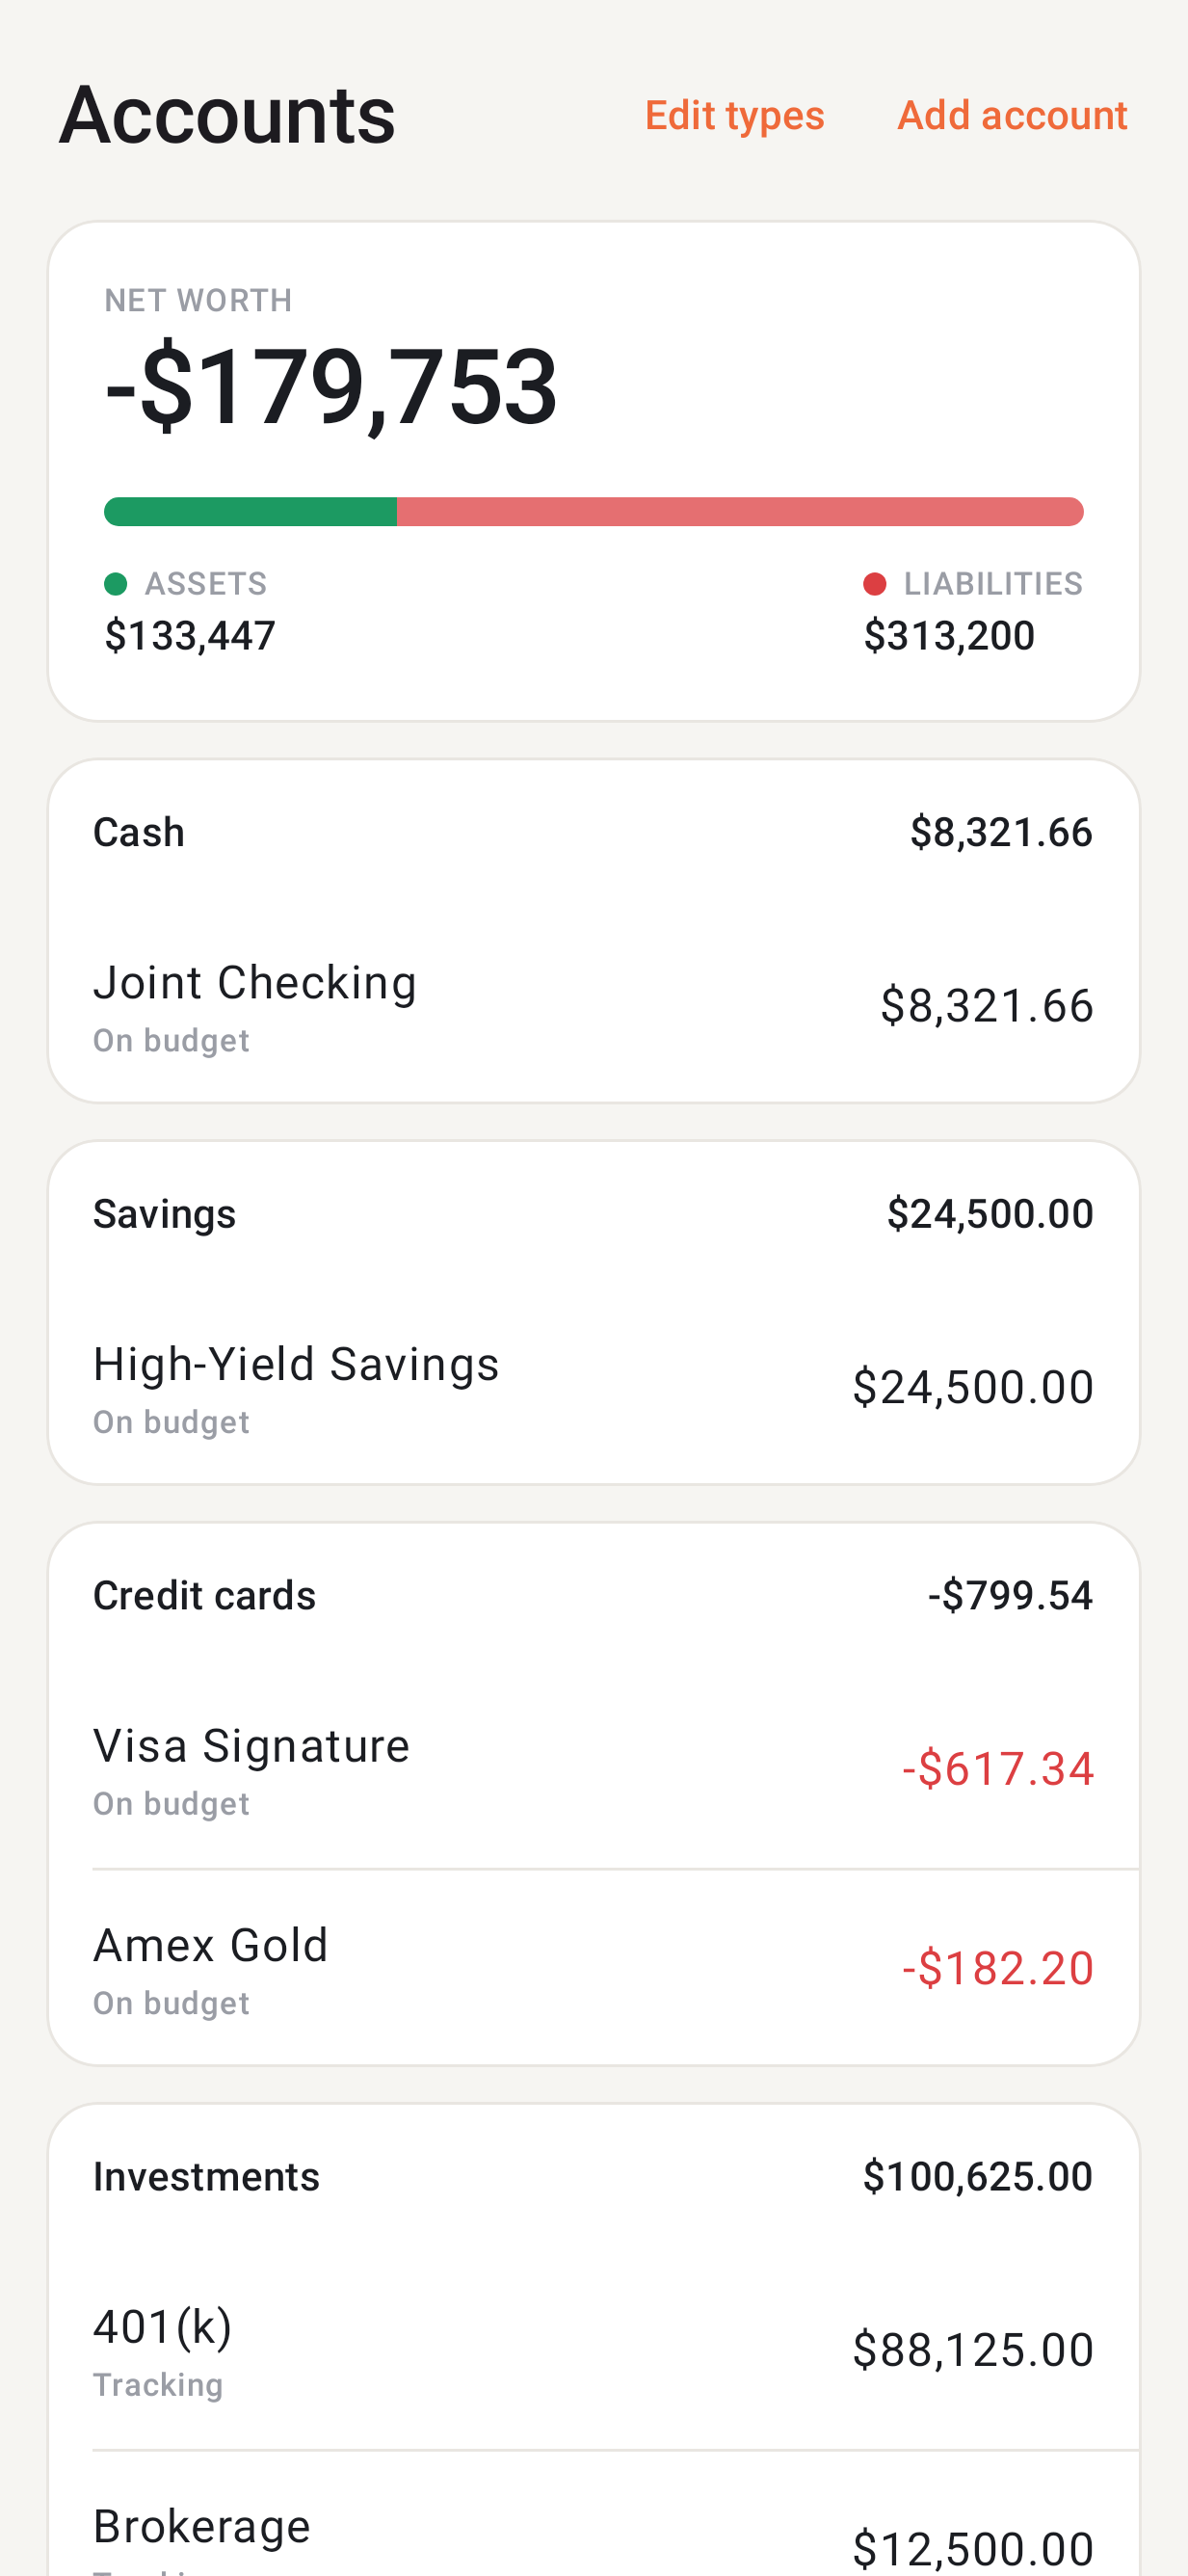 Accounts
Edit types
Add account
NET WORTH
-$179,753
ASSETS
LIABILITIES
$133,447
$313,200
Cash
$8,321.66
Joint Checking
$8,321.66
On budget
Savings
$24,500.00
High-Yield Savings
$24,500.00
On budget
Credit cards
-$799.54
Visa Signature
-$617.34
On budget
Amex Gold
-$182.20
On budget
Investments
$100,625.00
401(k)
$88,125.00
Tracking
Brokerage
$12,500.00